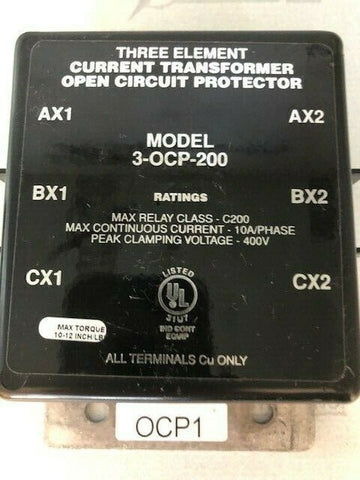 THREE ELEMENT
CURRENT TRANSFORMER
OPEN CIRCUIT PROTECTOR
AX1 AX2
MODEL
3-OCP-200
BX1 RATINGS BX2
MAX RELAY CLASS - C200
MAX CONTINUOUS CURRENT - 10A/PHASE
PEAK CLAMPING VOLTAGE - 400V
CX1 LISTED CX2
UL
IND CONT
EQUIP
MAX TORQUE
10-12 INCH/LB
ALL TERMINALS Cu ONLY
OCP1